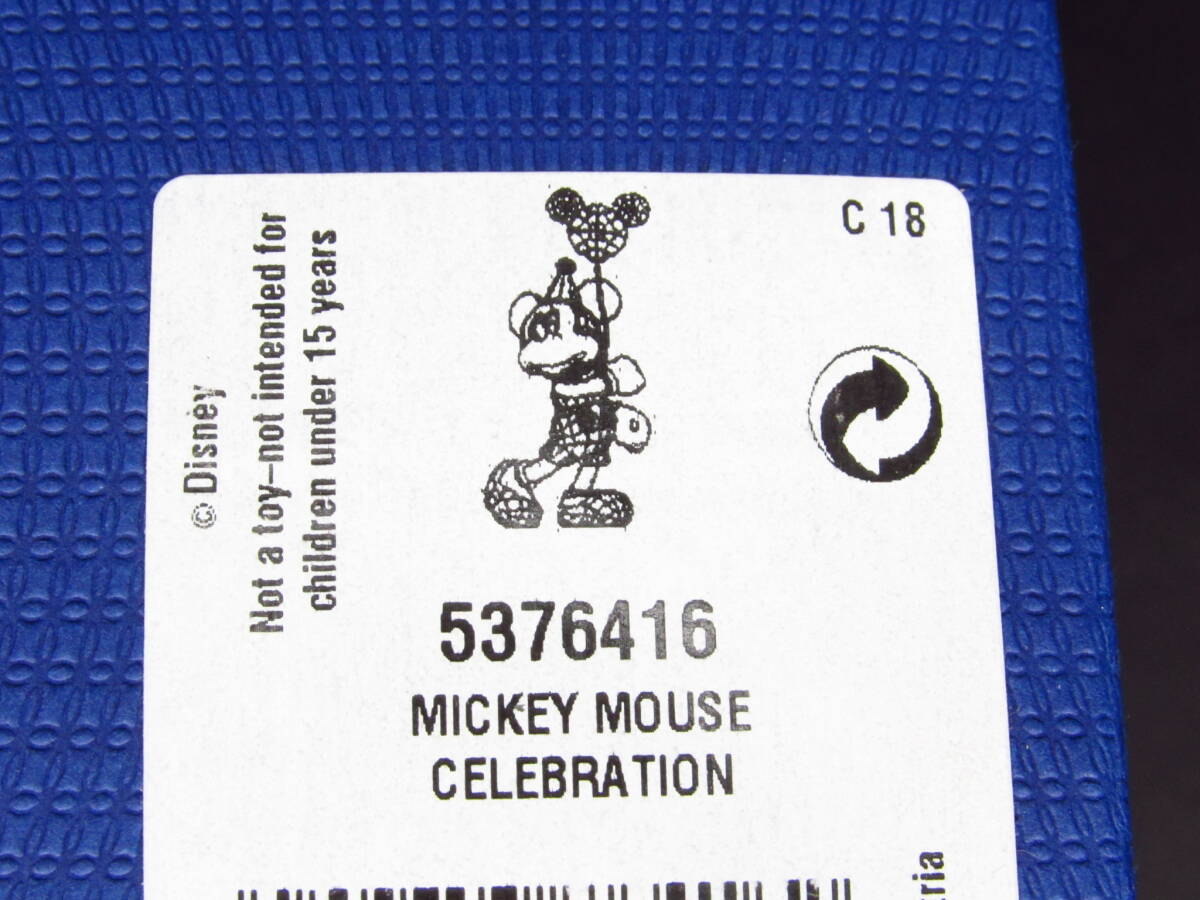 C 18
© Disney
Not a toy–not intended for
children under 15 years
5376416
MICKEY MOUSE
CELEBRATION